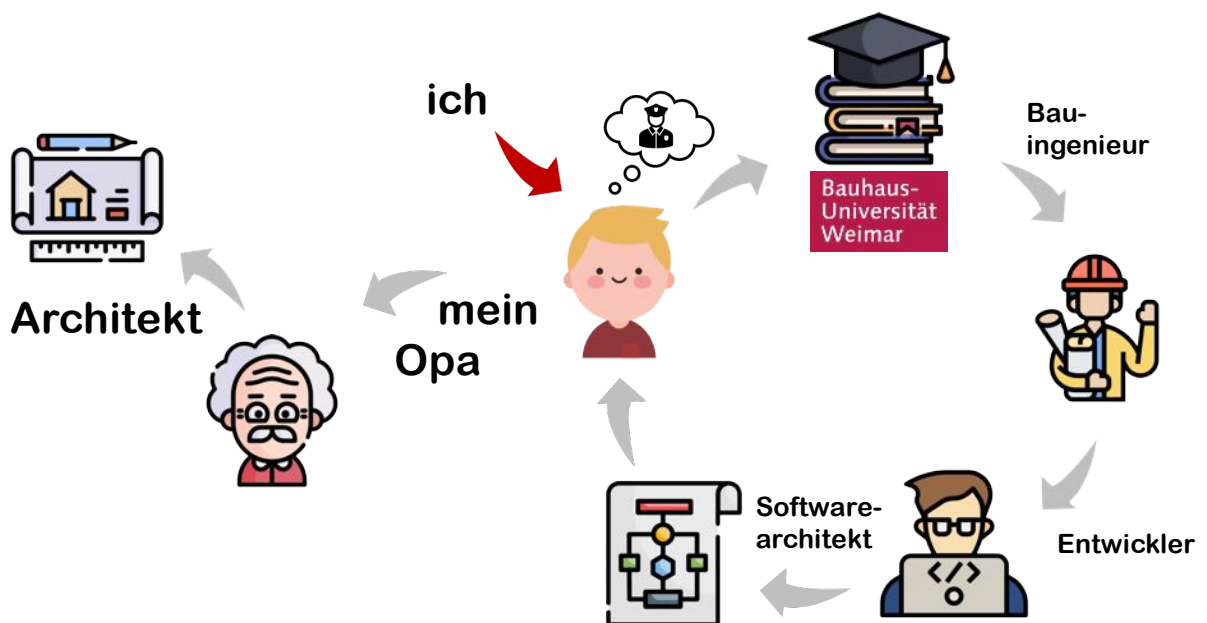 ich
Bau-
ingenieur
Bauhaus-
Universität
Weimar
mein
Opa
Architekt
Software-
architekt
Entwickler
</>